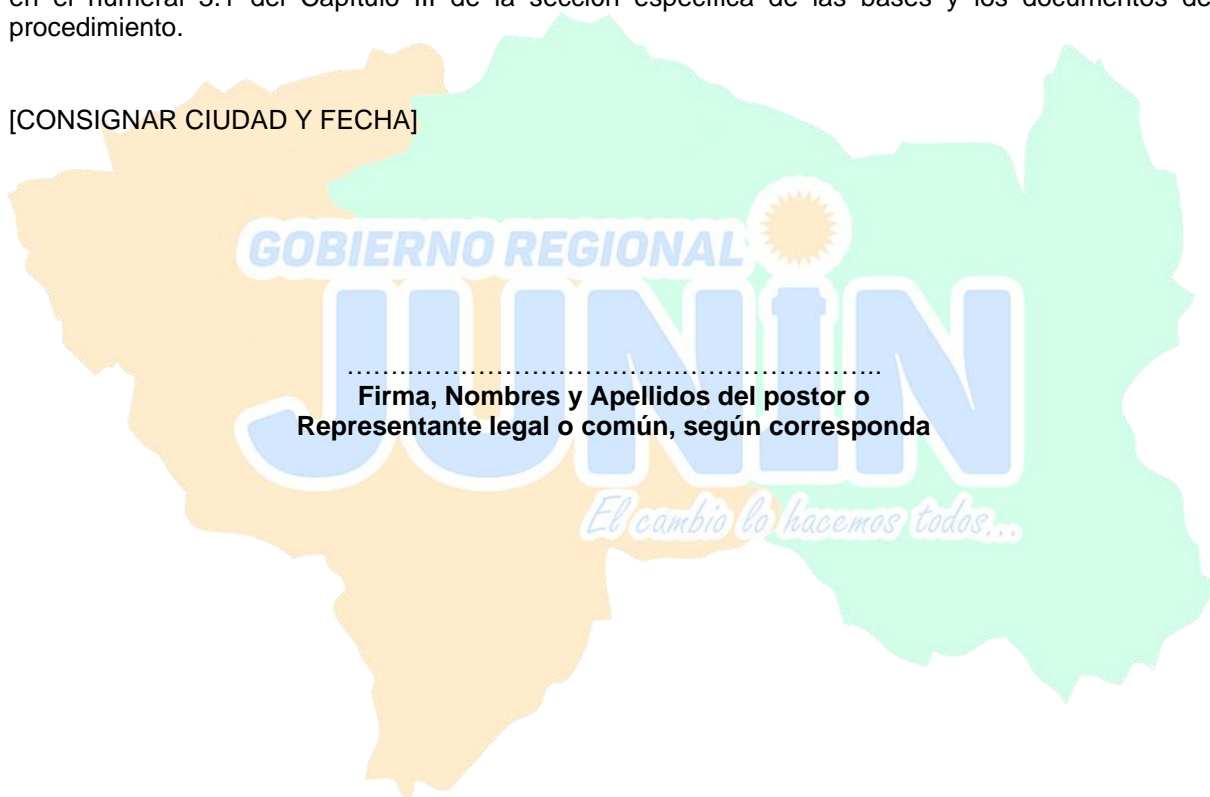 en el numeral 3.1 del Capítulo III de la sección específica de las bases y los documentos de
procedimiento.
[CONSIGNAR CIUDAD Y FECHA]
GOBIERNO REGIONAL
JUNÍN
……………………………………………………..
Firma, Nombres y Apellidos del postor o
Representante legal o común, según corresponda
El cambio lo hacemos todos...